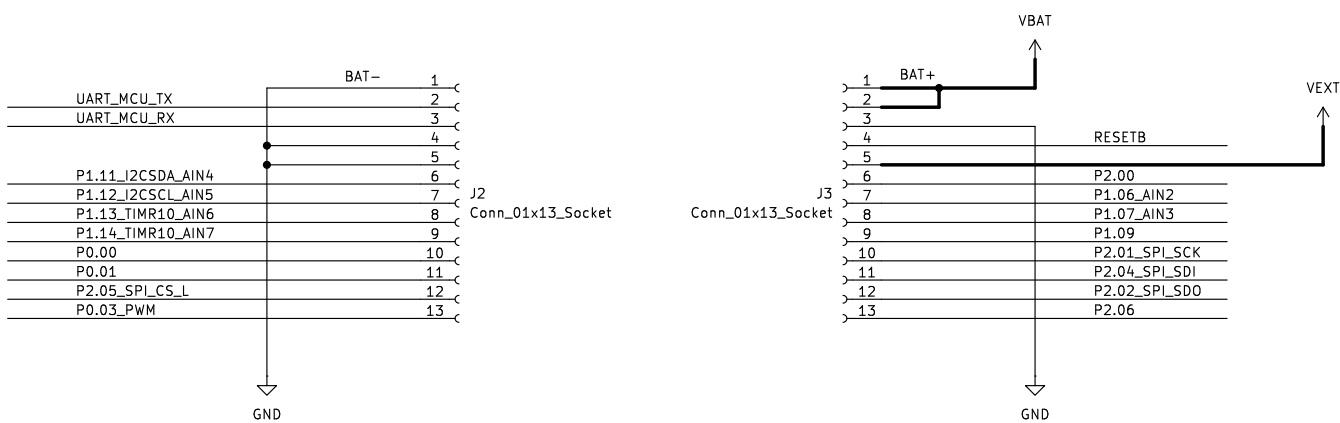 VBAT
BAT- 1
UART_MCU_TX 2
UART_MCU_RX 3
4
5
P1.11_I2CSDA_AIN4 6
P1.12_I2CSCL_AIN5 7
P1.13_TIMR10_AIN6 8
P1.14_TIMR10_AIN7 9
P0.00 10
P0.01 11
P2.05_SPI_CS_L 12
P0.03_PWM 13
J2
Conn_01x13_Socket
GND
1 BAT+
2
VEXT
3
4 RESETB
5
6 P2.00
7 P1.06_AIN2
8 P1.07_AIN3
9 P1.09
10 P2.01_SPI_SCK
11 P2.04_SPI_SDI
12 P2.02_SPI_SDO
13 P2.06
J3
Conn_01x13_Socket
GND